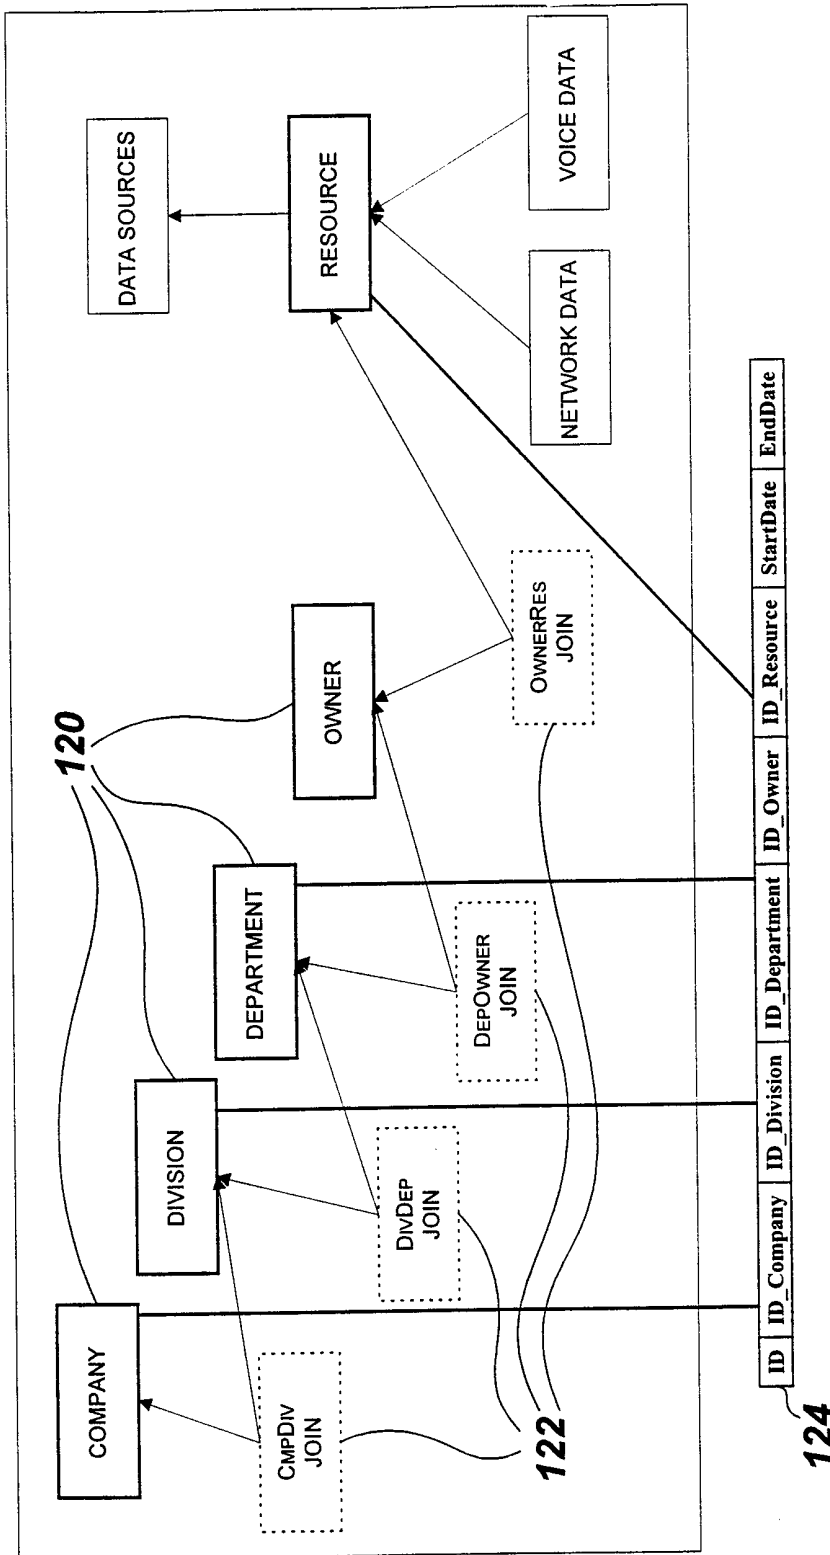 120
COMPANY
DIVISION
DEPARTMENT
OWNER
DATA SOURCES
RESOURCE
CMPDIV
JOIN
DIVDEP
JOIN
DEPOWNER
JOIN
OWNERRES
JOIN
NETWORK DATA
VOICE DATA
122
ID ID_Company ID_Division ID_Department ID_Owner ID_Resource StartDate EndDate
124